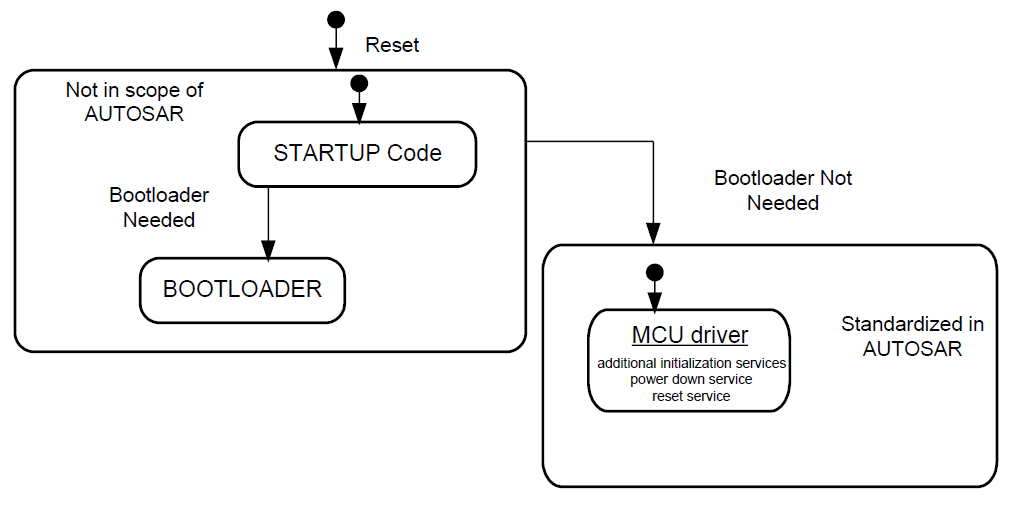 Reset
Not in scope of
AUTOSAR
STARTUP Code
Bootloader
Needed
BOOTLOADER
Bootloader Not
Needed
Standardized in
AUTOSAR
MCU driver
additional initialization services
power down service
reset service